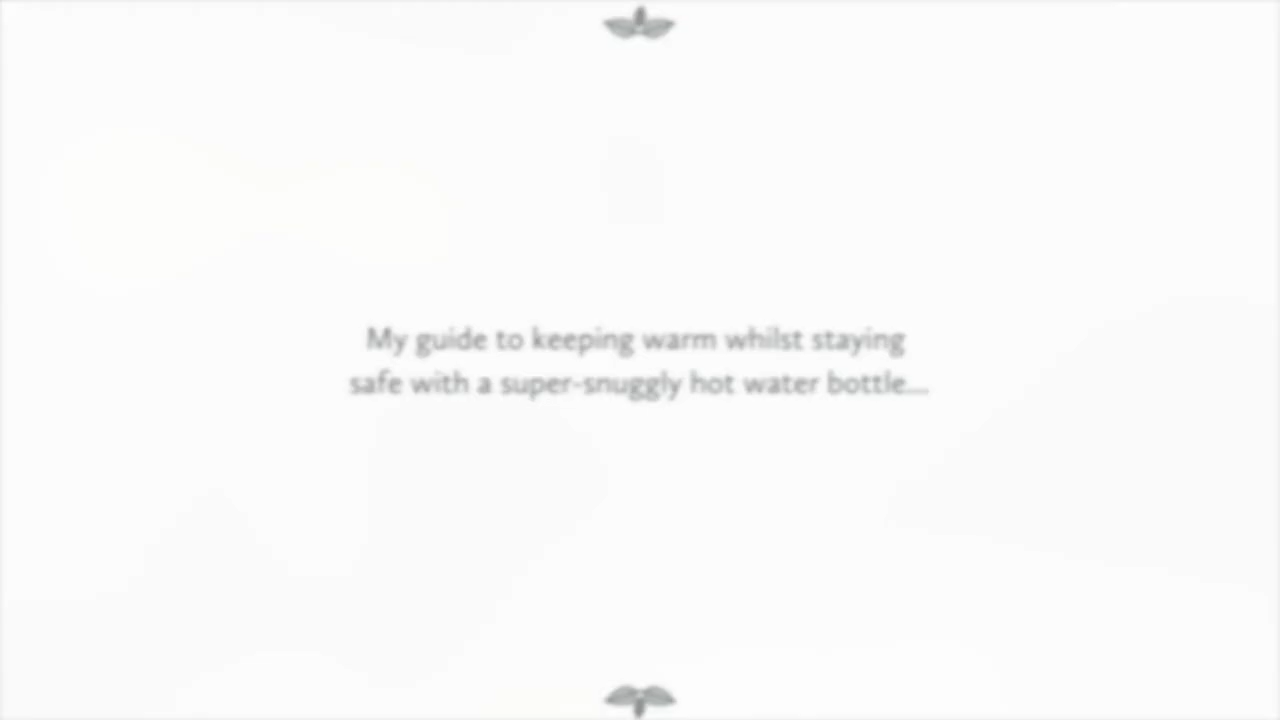 My guide to keeping warm whilst staying
safe with a super-snuggly hot water bottle....